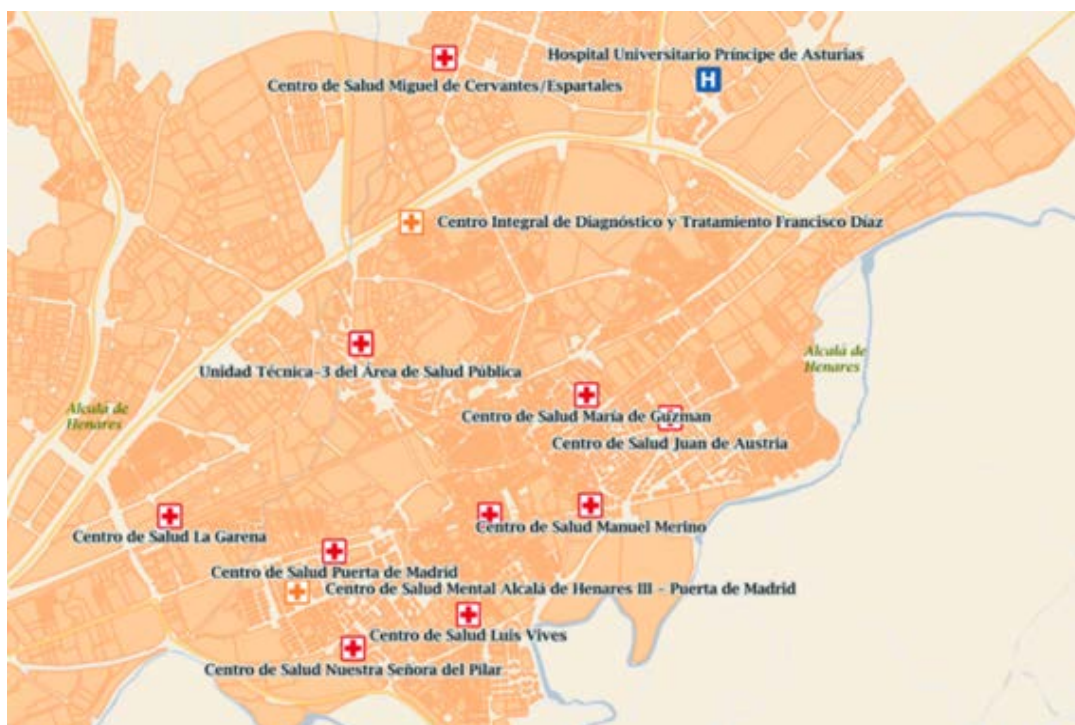 Hospital Universitario Príncipe de Asturias
H
Centro de Salud Miguel de Cervantes/Espartales
Centro Integral de Diagnóstico y Tratamiento Francisco Díaz
Alcalá de
Henares
Unidad Técnica-3 del Área de Salud Pública
Alcalá de
Henares
Centro de Salud María de Guzman
Centro de Salud Juan de Austria
Centro de Salud Manuel Merino
Centro de Salud La Garena
Centro de Salud Puerta de Madrid
Centro de Salud Mental Alcalá de Henares III - Puerta de Madrid
Centro de Salud Luis Vives
Centro de Salud Nuestra Señora del Pilar